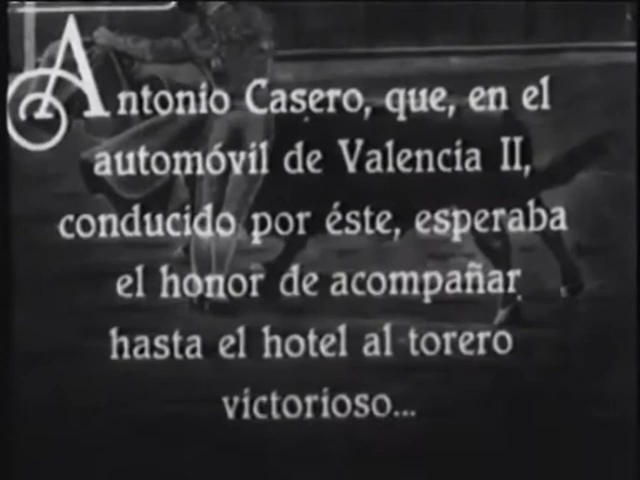 Antonio Casero, que, en el
automóvil de Valencia II,
conducido por éste, esperaba
el honor de acompañar
hasta el hotel al torero
victorioso...